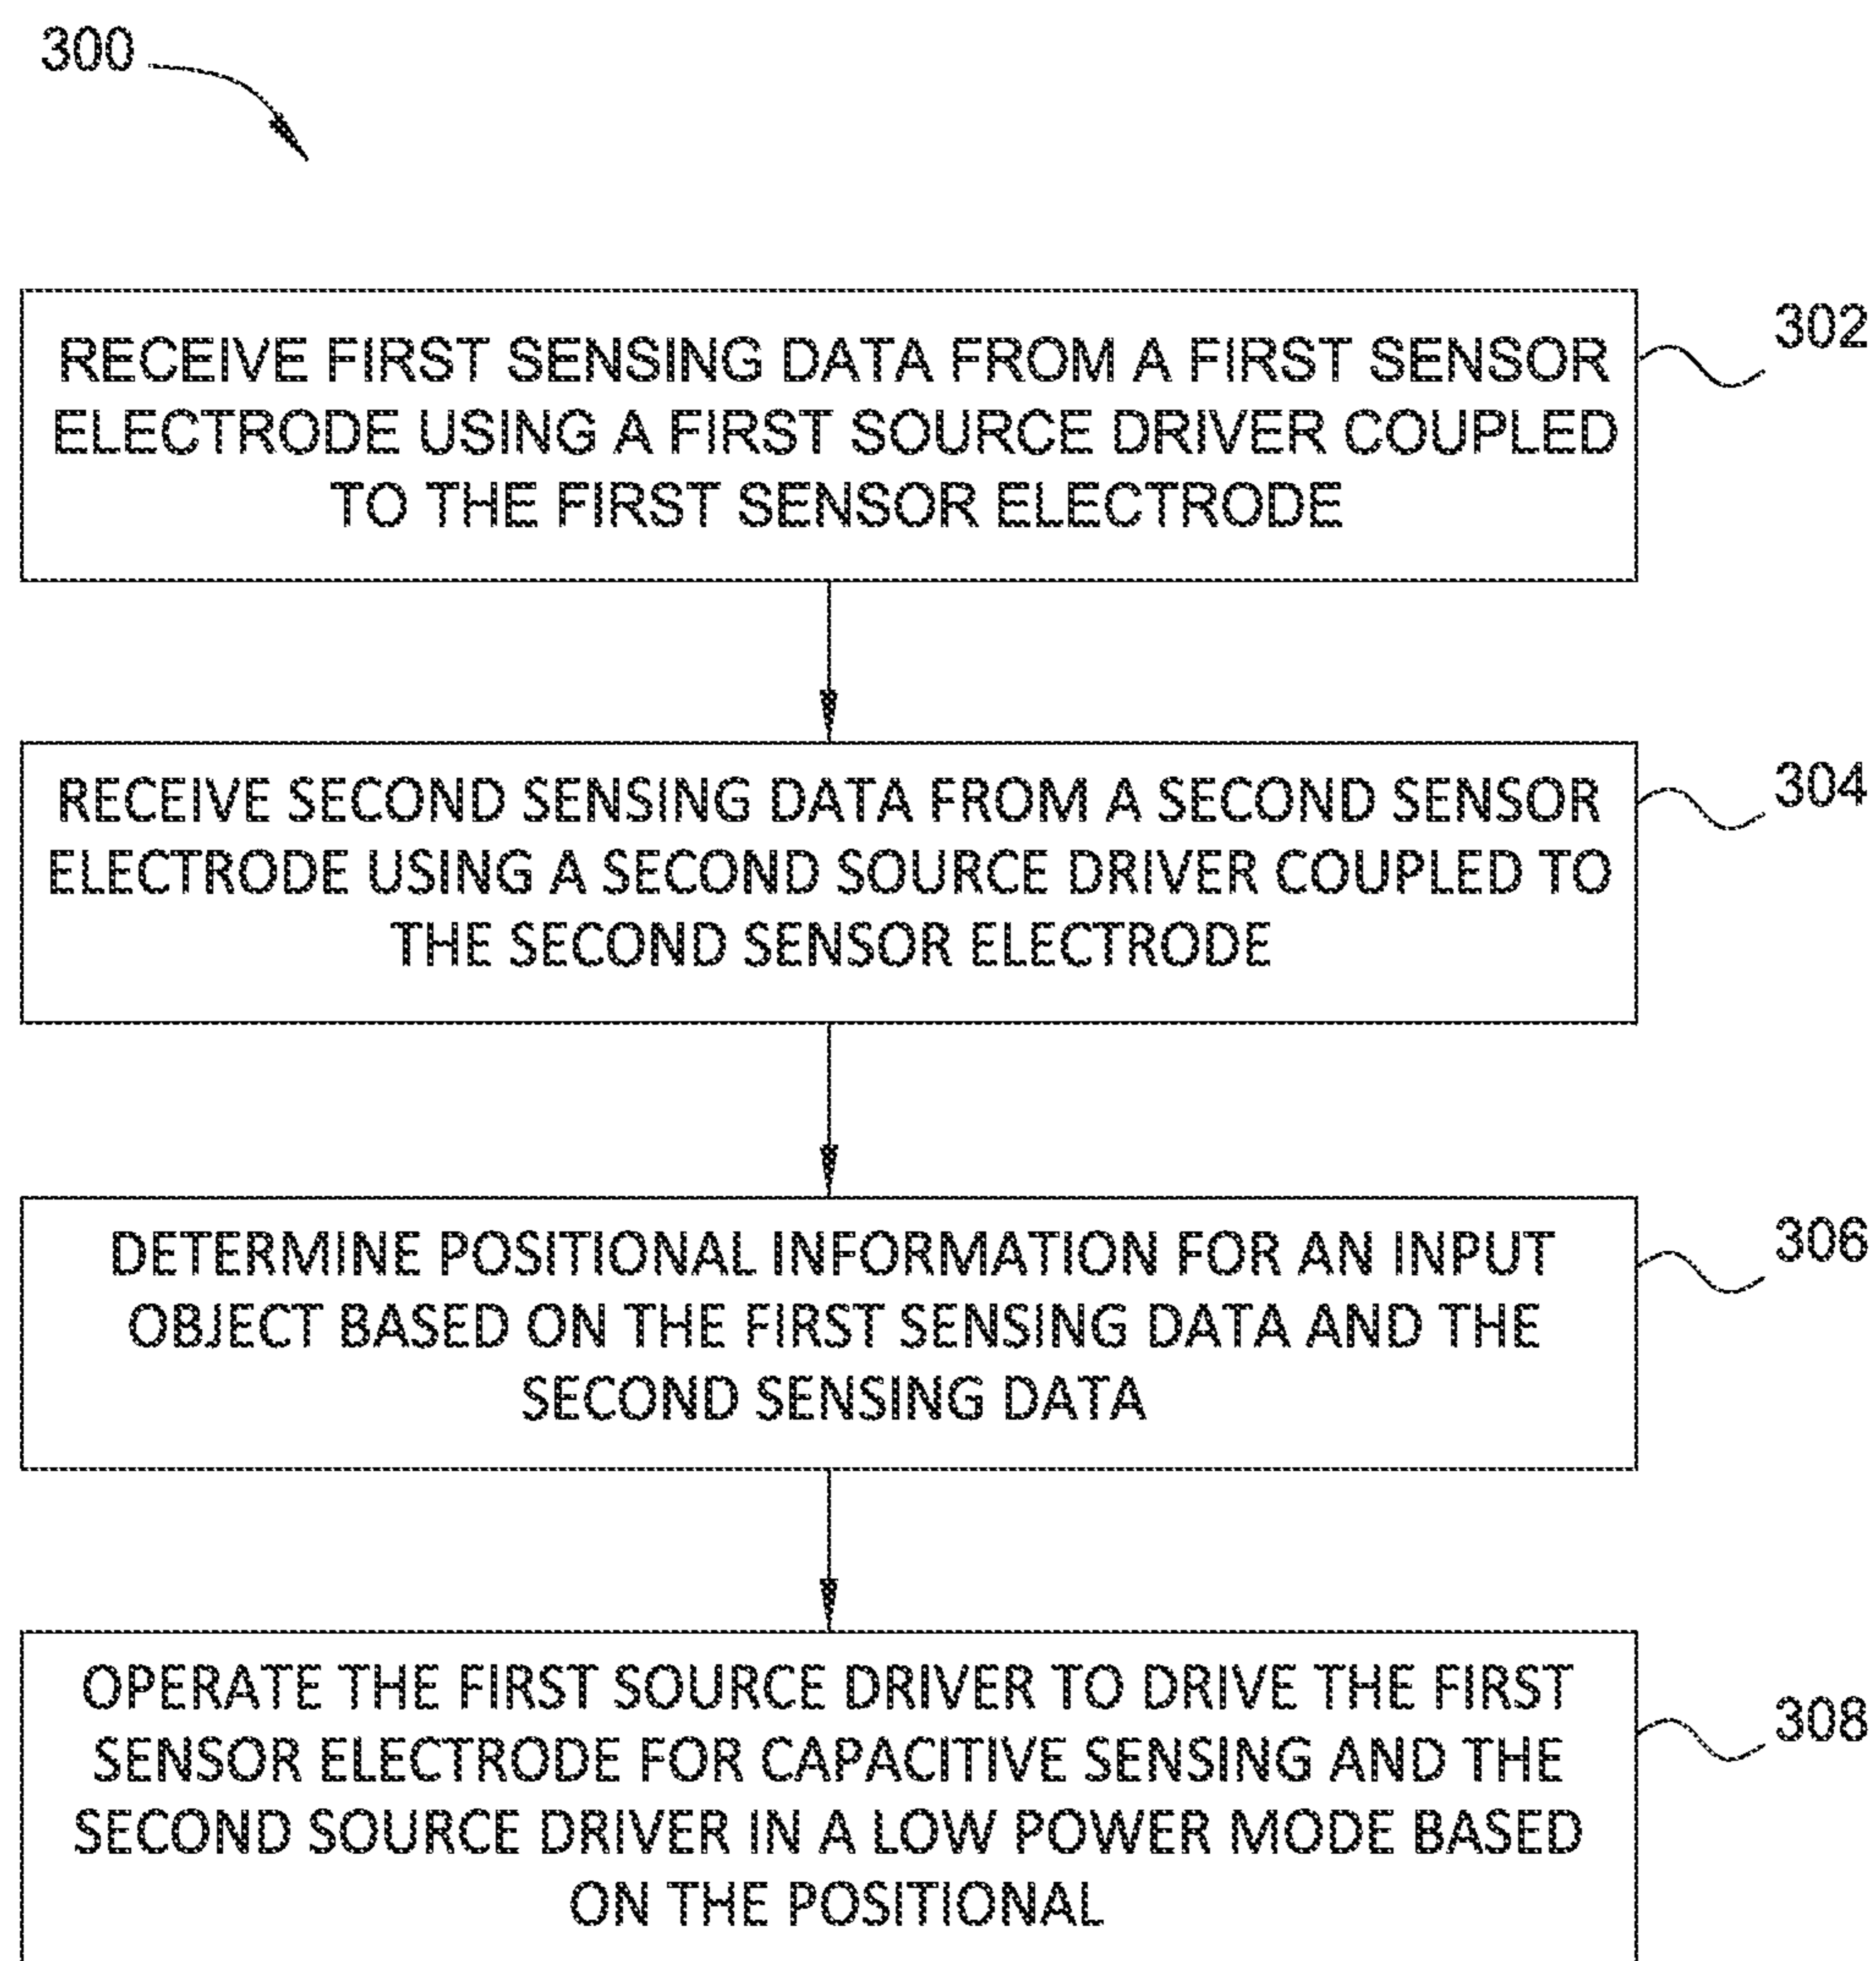 300
RECEIVE FIRST SENSING DATA FROM A FIRST SENSOR
ELECTRODE USING A FIRST SOURCE DRIVER COUPLED
TO THE FIRST SENSOR ELECTRODE
302
RECEIVE SECOND SENSING DATA FROM A SECOND SENSOR
ELECTRODE USING A SECOND SOURCE DRIVER COUPLED TO
THE SECOND SENSOR ELECTRODE
304
DETERMINE POSITIONAL INFORMATION FOR AN INPUT
OBJECT BASED ON THE FIRST SENSING DATA AND THE
SECOND SENSING DATA
306
OPERATE THE FIRST SOURCE DRIVER TO DRIVE THE FIRST
SENSOR ELECTRODE FOR CAPACITIVE SENSING AND THE
SECOND SOURCE DRIVER IN A LOW POWER MODE BASED
ON THE POSITIONAL
308